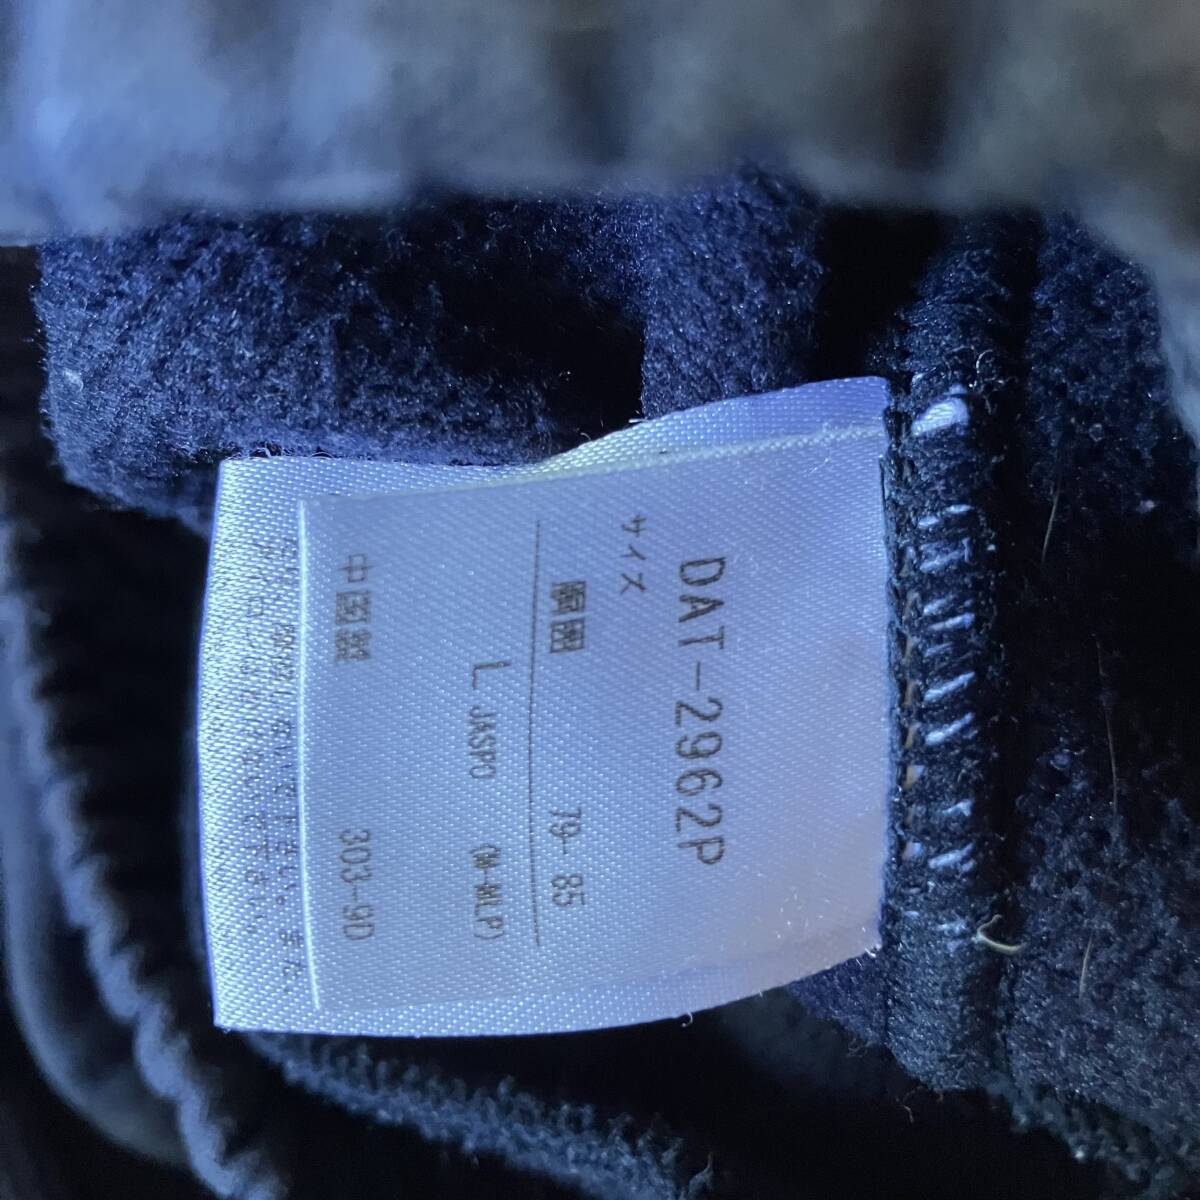 DAT-2962P
サイズ
胴囲 79- 85
L JASPO (W-WLP)
中国製 303-9D